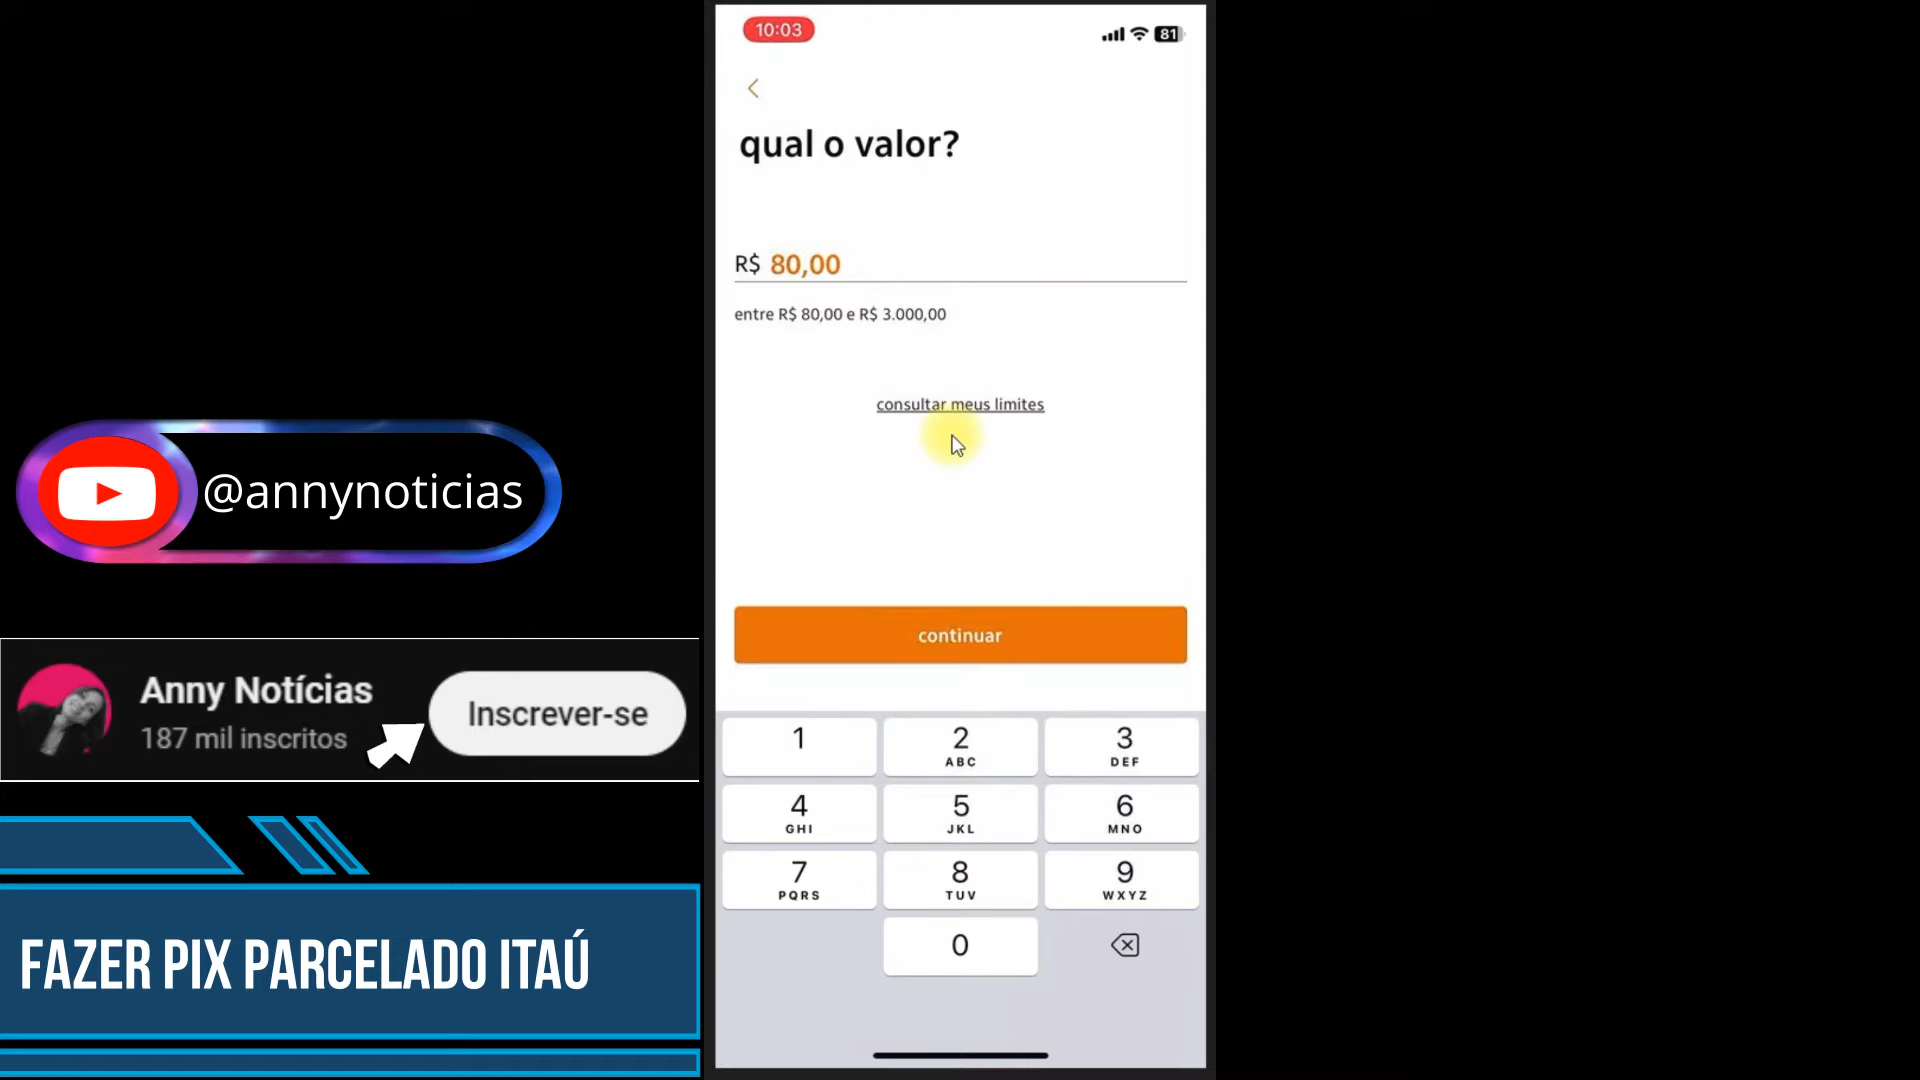 10:03
81
qual o valor?
R$ 80,00
entre R$ 80,00 e R$ 3.000,00
consultar meus limites
continuar
1
2
ABC
3
DEF
4
GHI
5
JKL
6
MNO
7
PQRS
8
TUV
9
WXYZ
0
@annynoticias
Anny Notícias
187 mil inscritos
Inscrever-se
FAZER PIX PARCELADO ITAÚ